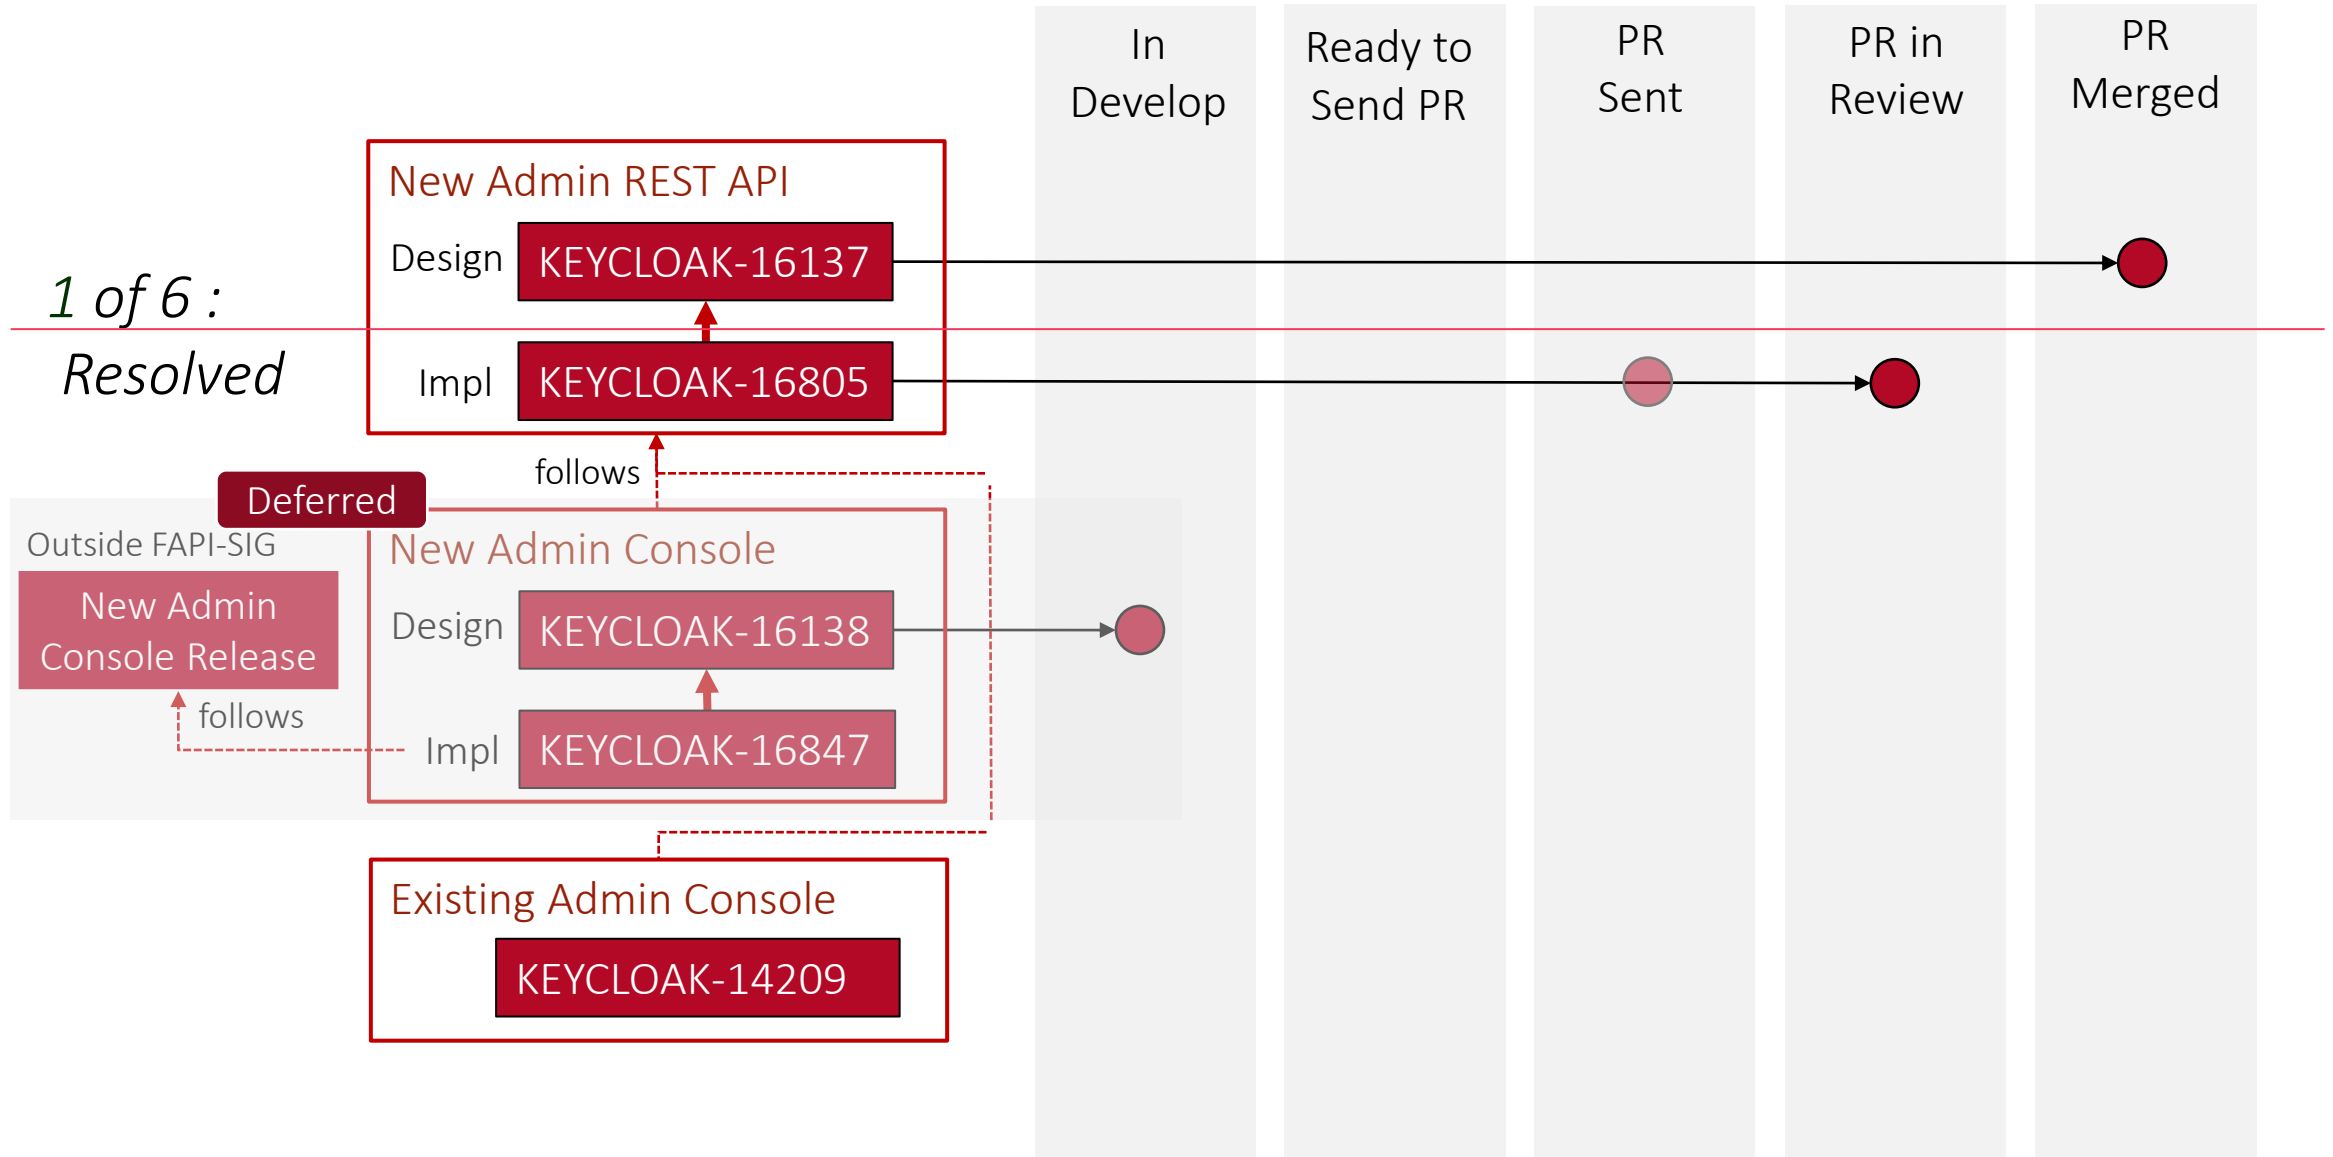 In
Develop
Ready to
Send PR
PR
Sent
PR in
Review
PR
Merged
New Admin REST API
Design
KEYCLOAK-16137
1 of 6 :
Resolved
Impl
KEYCLOAK-16805
follows
Deferred
Outside FAPI-SIG
New Admin
Console Release
follows
New Admin Console
Design
KEYCLOAK-16138
Impl
KEYCLOAK-16847
Existing Admin Console
KEYCLOAK-14209